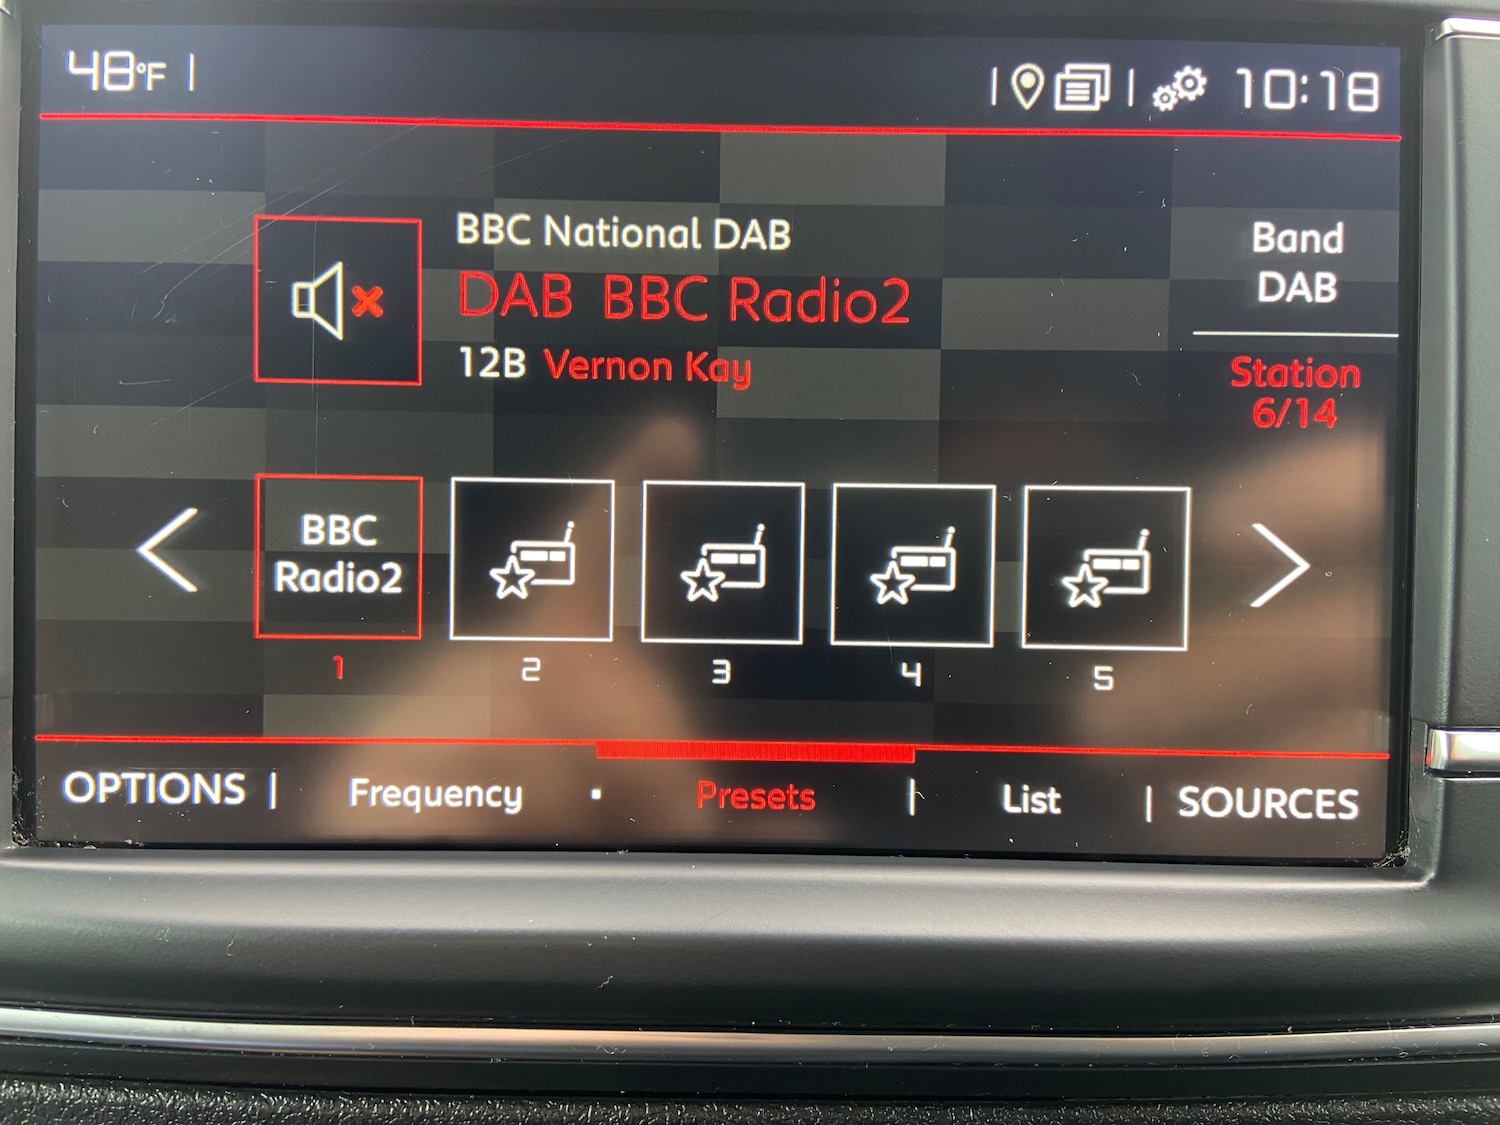 48°F |
| | 10:18
BBC National DAB
DAB BBC Radio2
12B Vernon Kay
Band
DAB
Station
6/14
BBC
Radio2
1 2 3 4 5
OPTIONS | Frequency · Presets | List | SOURCES